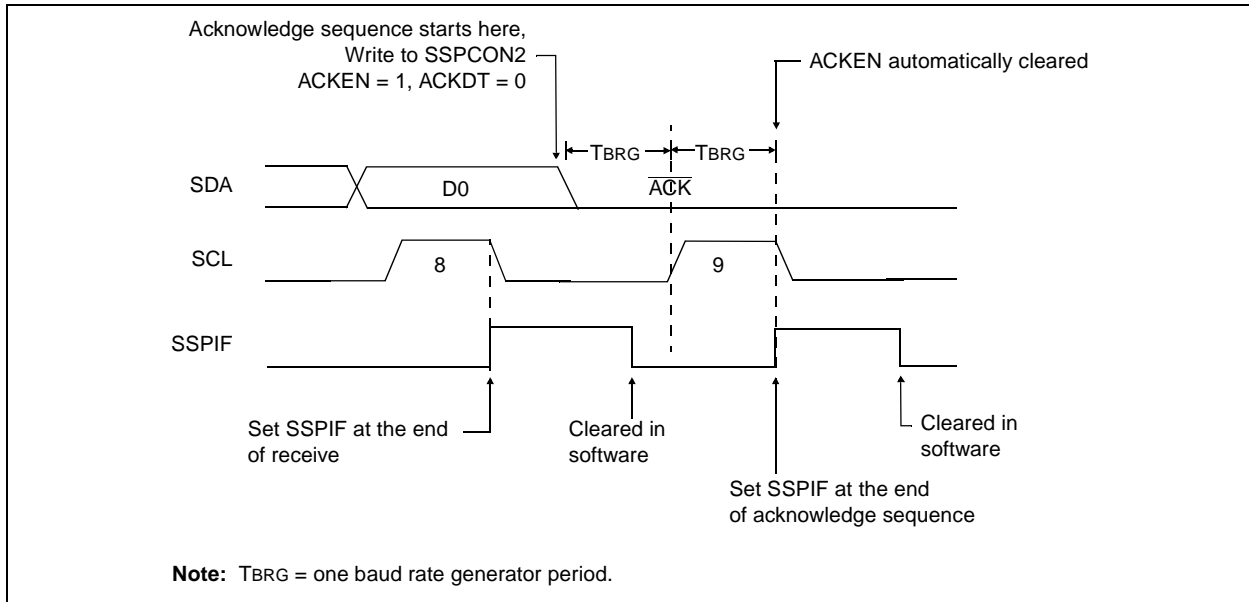 Acknowledge sequence starts here,
Write to SSPCON2
ACKEN = 1, ACKDT = 0
ACKEN automatically cleared
TBRG
TBRG
SDA
D0
ACK
SCL
8
9
SSPIF
Set SSPIF at the end
of receive
Cleared in
software
Set SSPIF at the end
of acknowledge sequence
Cleared in
software
Note: TBRG = one baud rate generator period.